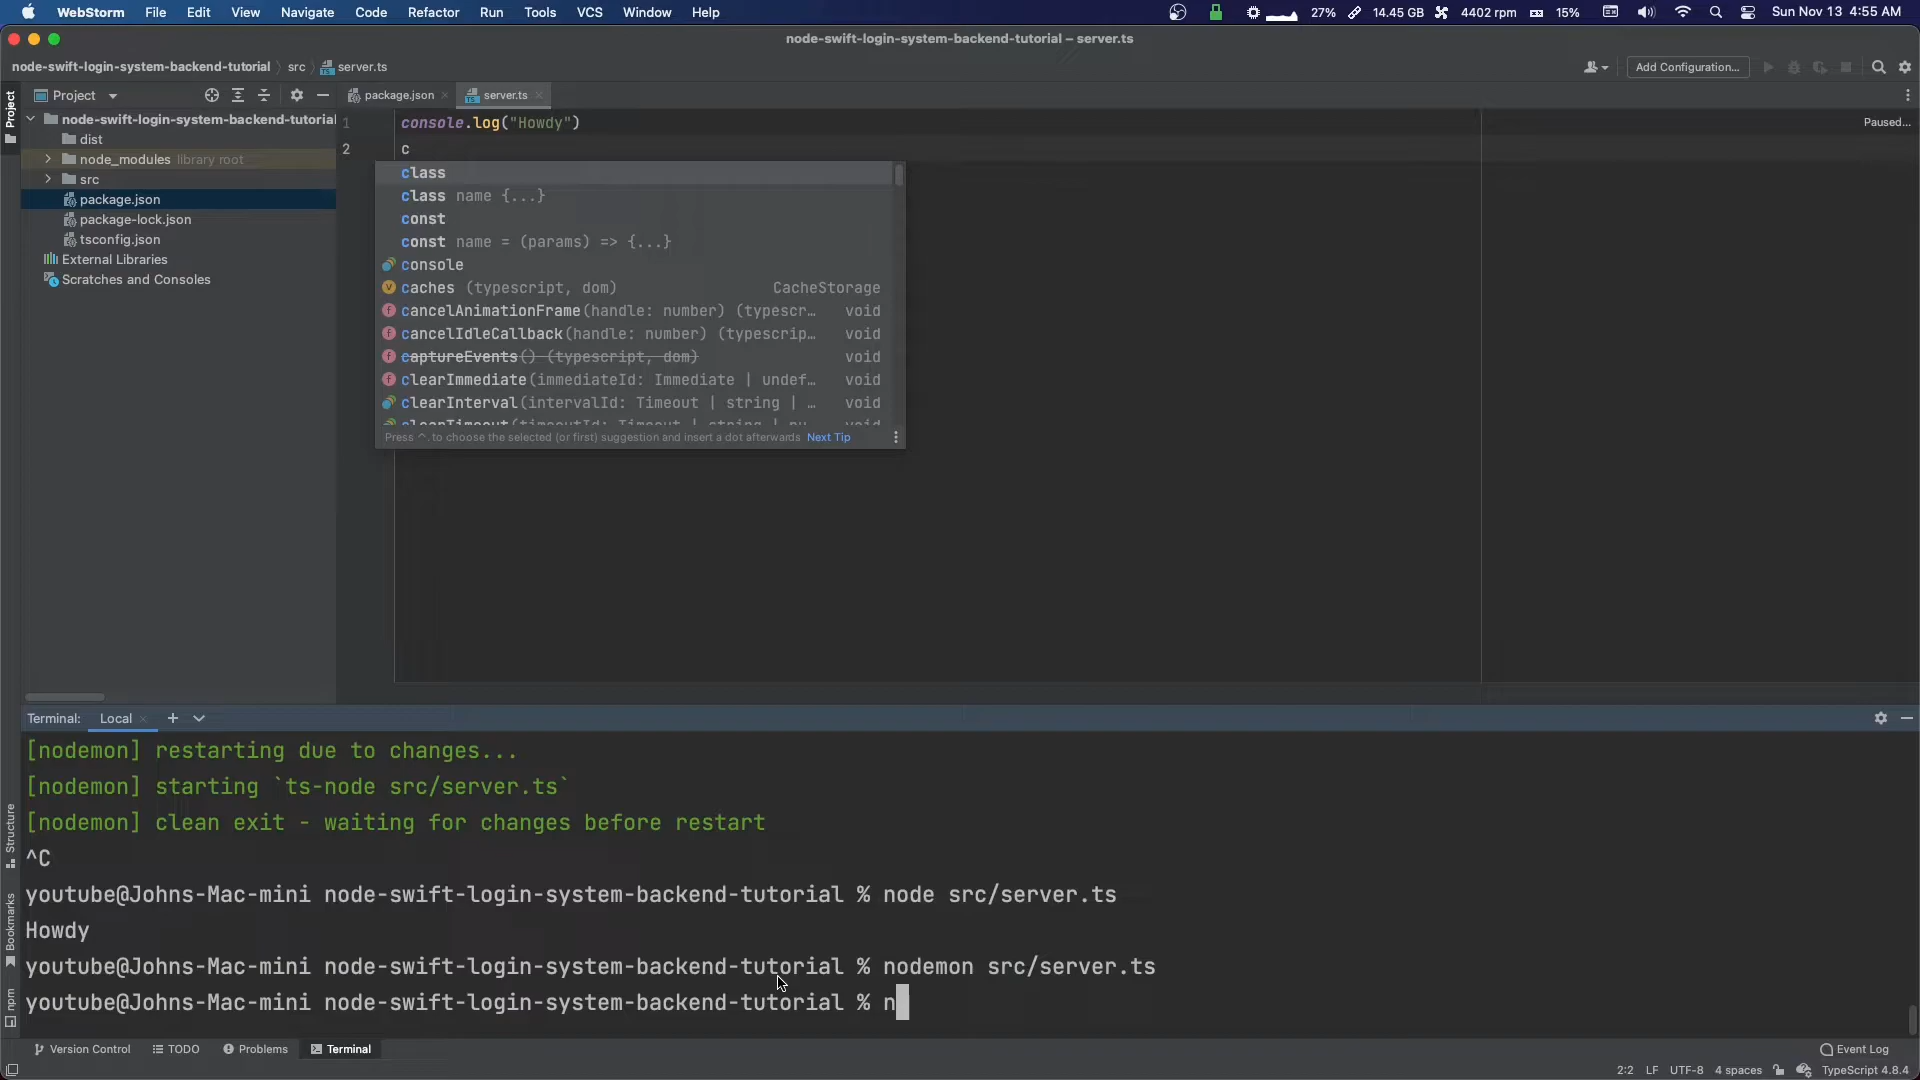 WebStorm File Edit View Navigate Code Refactor Run Tools VCS Window Help 27% 14.45 GB 4402 rpm 15% Sun Nov 13 4:55 AM
node-swift-login-system-backend-tutorial – server.ts
node-swift-login-system-backend-tutorial src server.ts Add Configuration...
Project Project package.json server.ts
node-swift-login-system-backend-tutorial
dist
node_modules library root
src
package.json
package-lock.json
tsconfig.json
External Libraries
Scratches and Consoles
1 console.log("Howdy") Paused...
2 c
class
class name {...}
const
const name = (params) => {...}
console
caches (typescript, dom) CacheStorage
cancelAnimationFrame(handle: number) (typescr... void
cancelIdleCallback(handle: number) (typescrip... void
captureEvents() (typescript, dom) void
clearImmediate(immediateId: Immediate | undef... void
clearInterval(intervalId: Timeout | string | ... void
clearTimeout(timeoutId: Timeout | string | nu... void
Press ^. to choose the selected (or first) suggestion and insert a dot afterwards Next Tip
Terminal: Local
[nodemon] restarting due to changes...
[nodemon] starting `ts-node src/server.ts`
[nodemon] clean exit - waiting for changes before restart
^C
youtube@Johns-Mac-mini node-swift-login-system-backend-tutorial % node src/server.ts
Howdy
youtube@Johns-Mac-mini node-swift-login-system-backend-tutorial % nodemon src/server.ts
youtube@Johns-Mac-mini node-swift-login-system-backend-tutorial % n
Structure
Bookmarks
npm
Version Control TODO Problems Terminal Event Log
2:2 LF UTF-8 4 spaces TypeScript 4.8.4